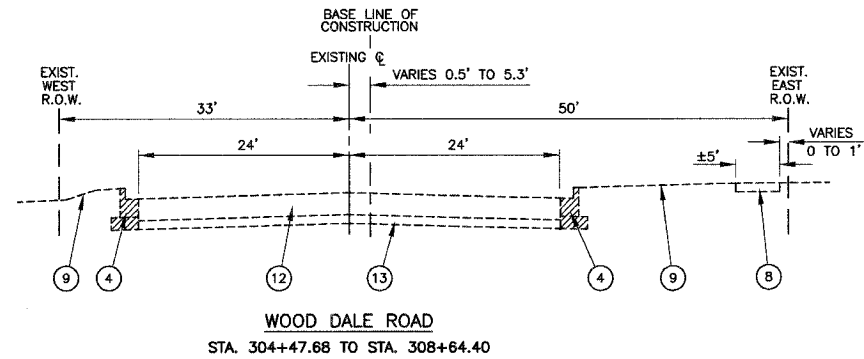 BASE LINE OF
CONSTRUCTION
EXISTING ℄
VARIES 0.5' TO 5.3'
EXIST.
WEST
R.O.W.
EXIST.
EAST
R.O.W.
33'
50'
24'
24'
±5'
VARIES
0 TO 1'
9
4
12
13
4
9
8
WOOD DALE ROAD
STA. 304+47.68 TO STA. 308+64.40